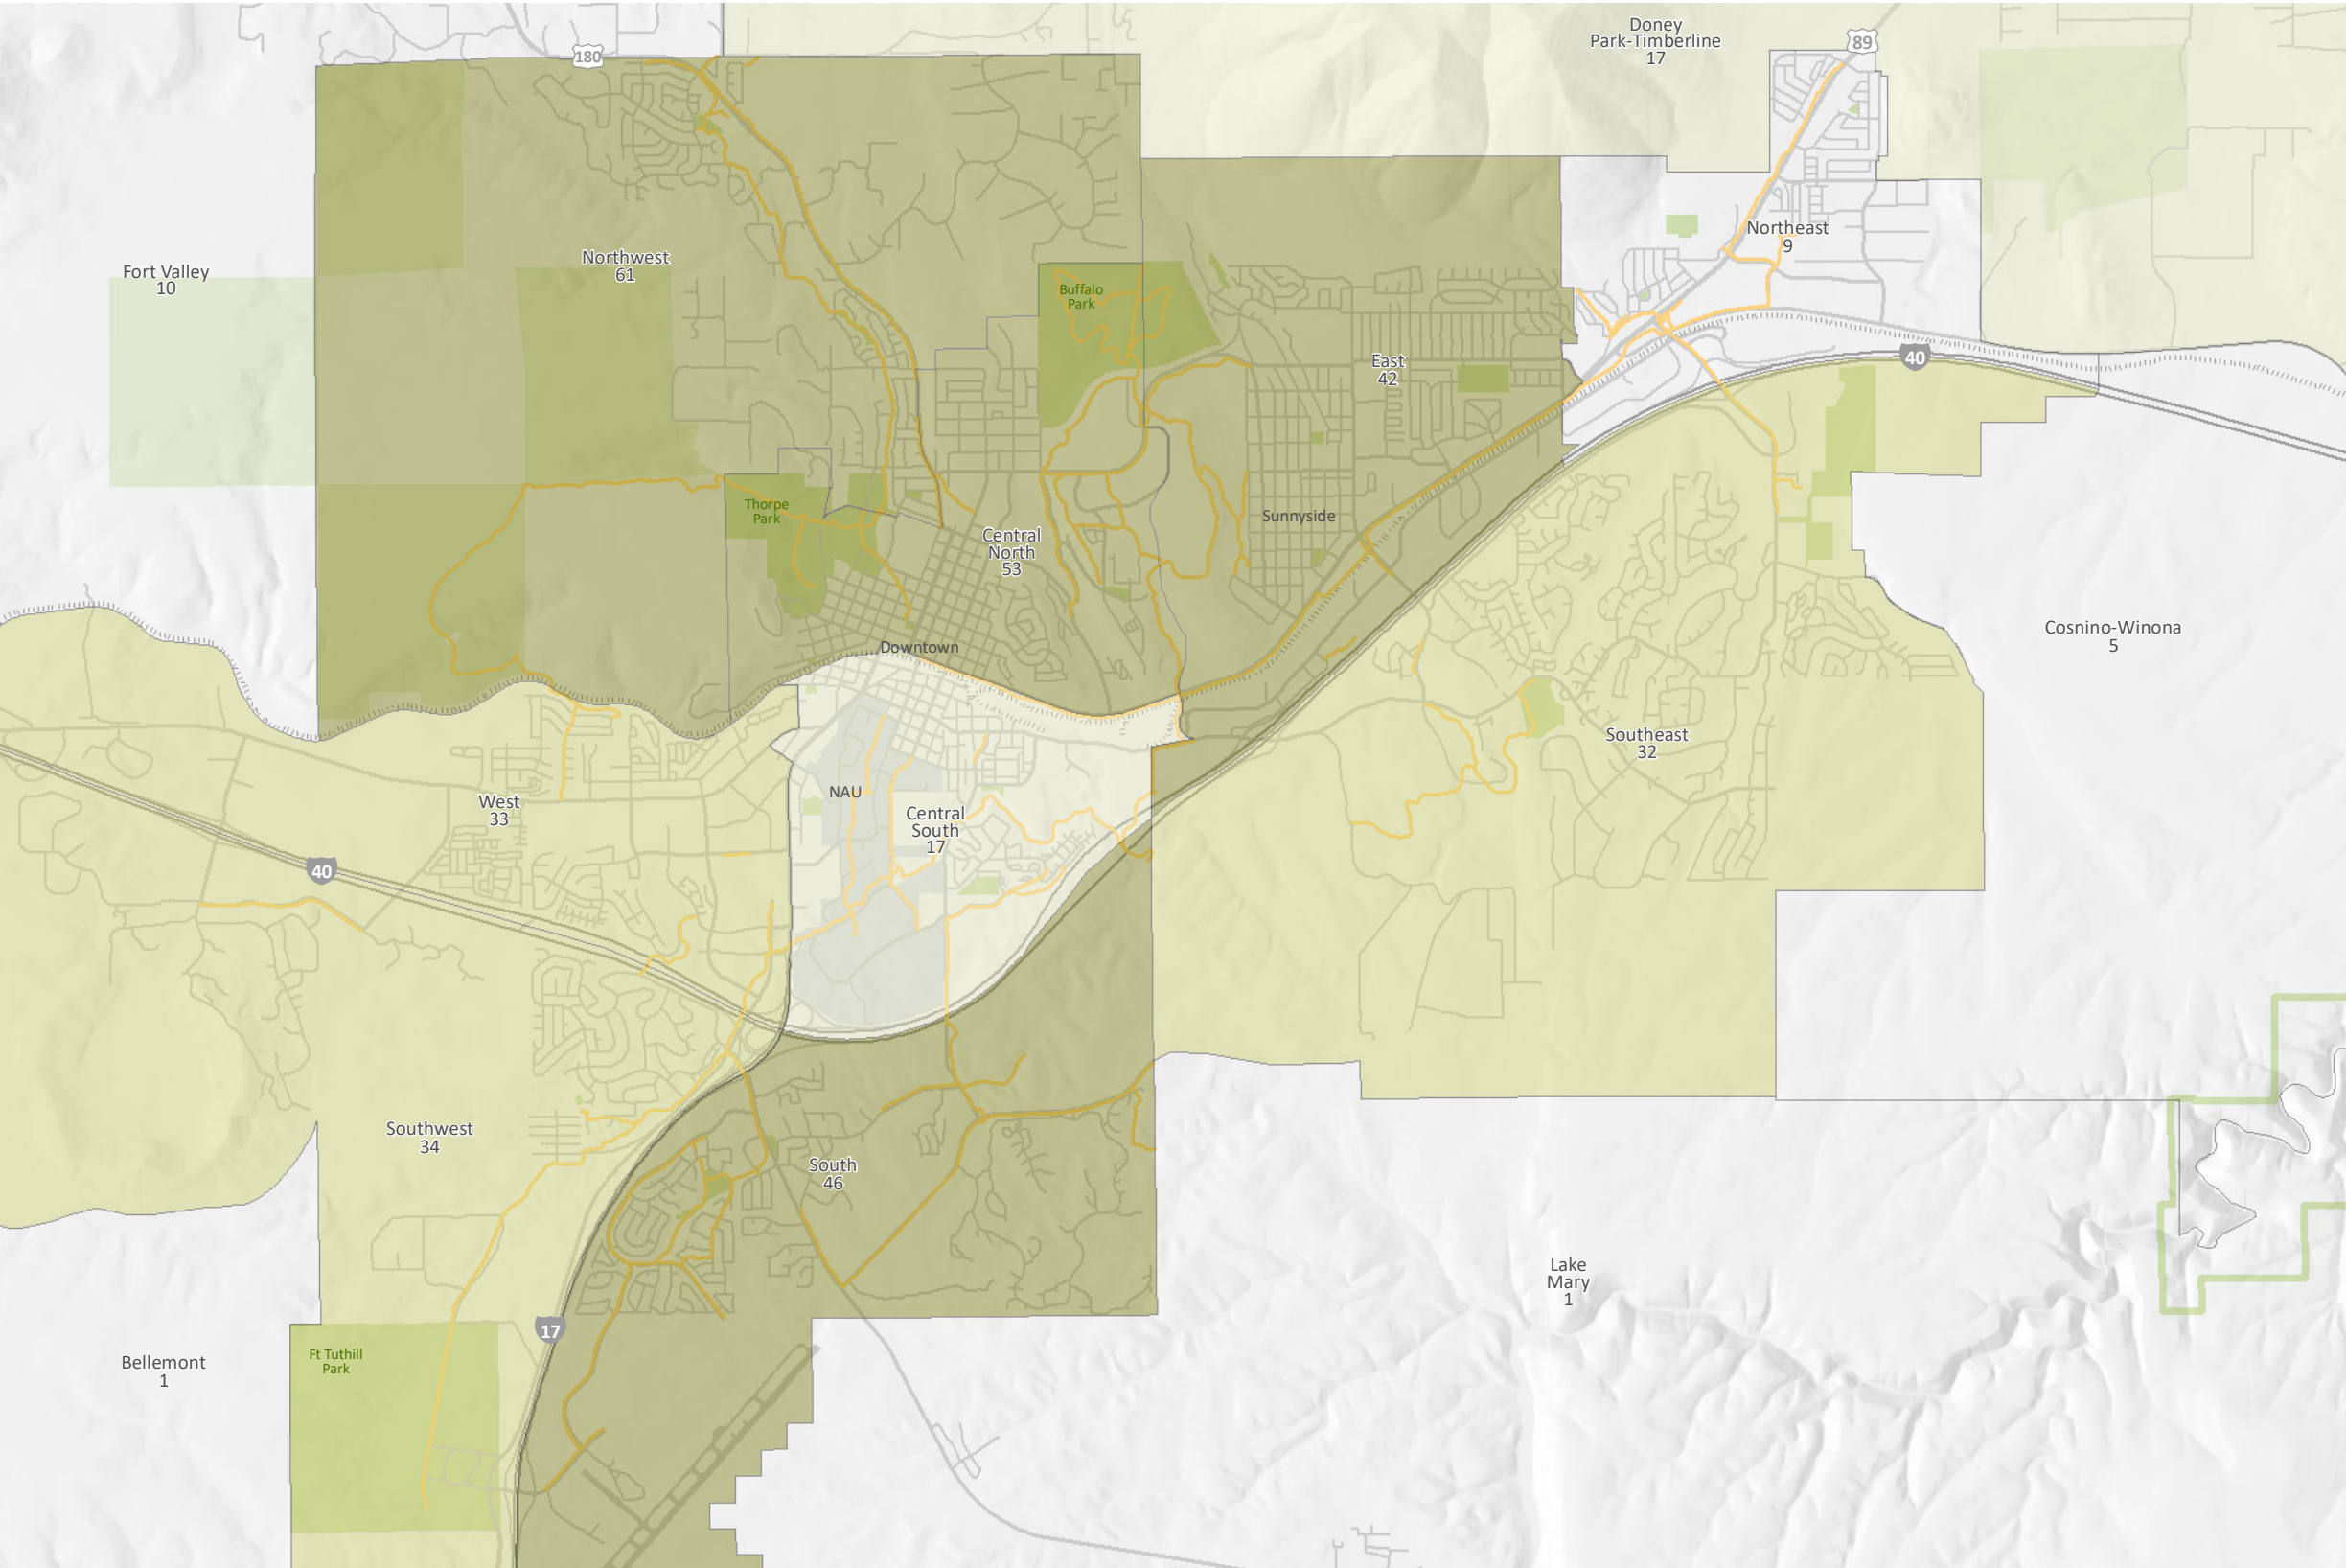 Doney
Park-Timberline
17
89
180
Northeast
9
Northwest
61
Fort Valley
10
Buffalo
Park
East
42
40
Thorpe
Park
Sunnyside
Central
North
53
Downtown
Cosnino-Winona
5
Southeast
32
NAU
West
33
Central
South
17
40
Southwest
34
South
46
Lake
Mary
1
17
Ft Tuthill
Park
Bellemont
1